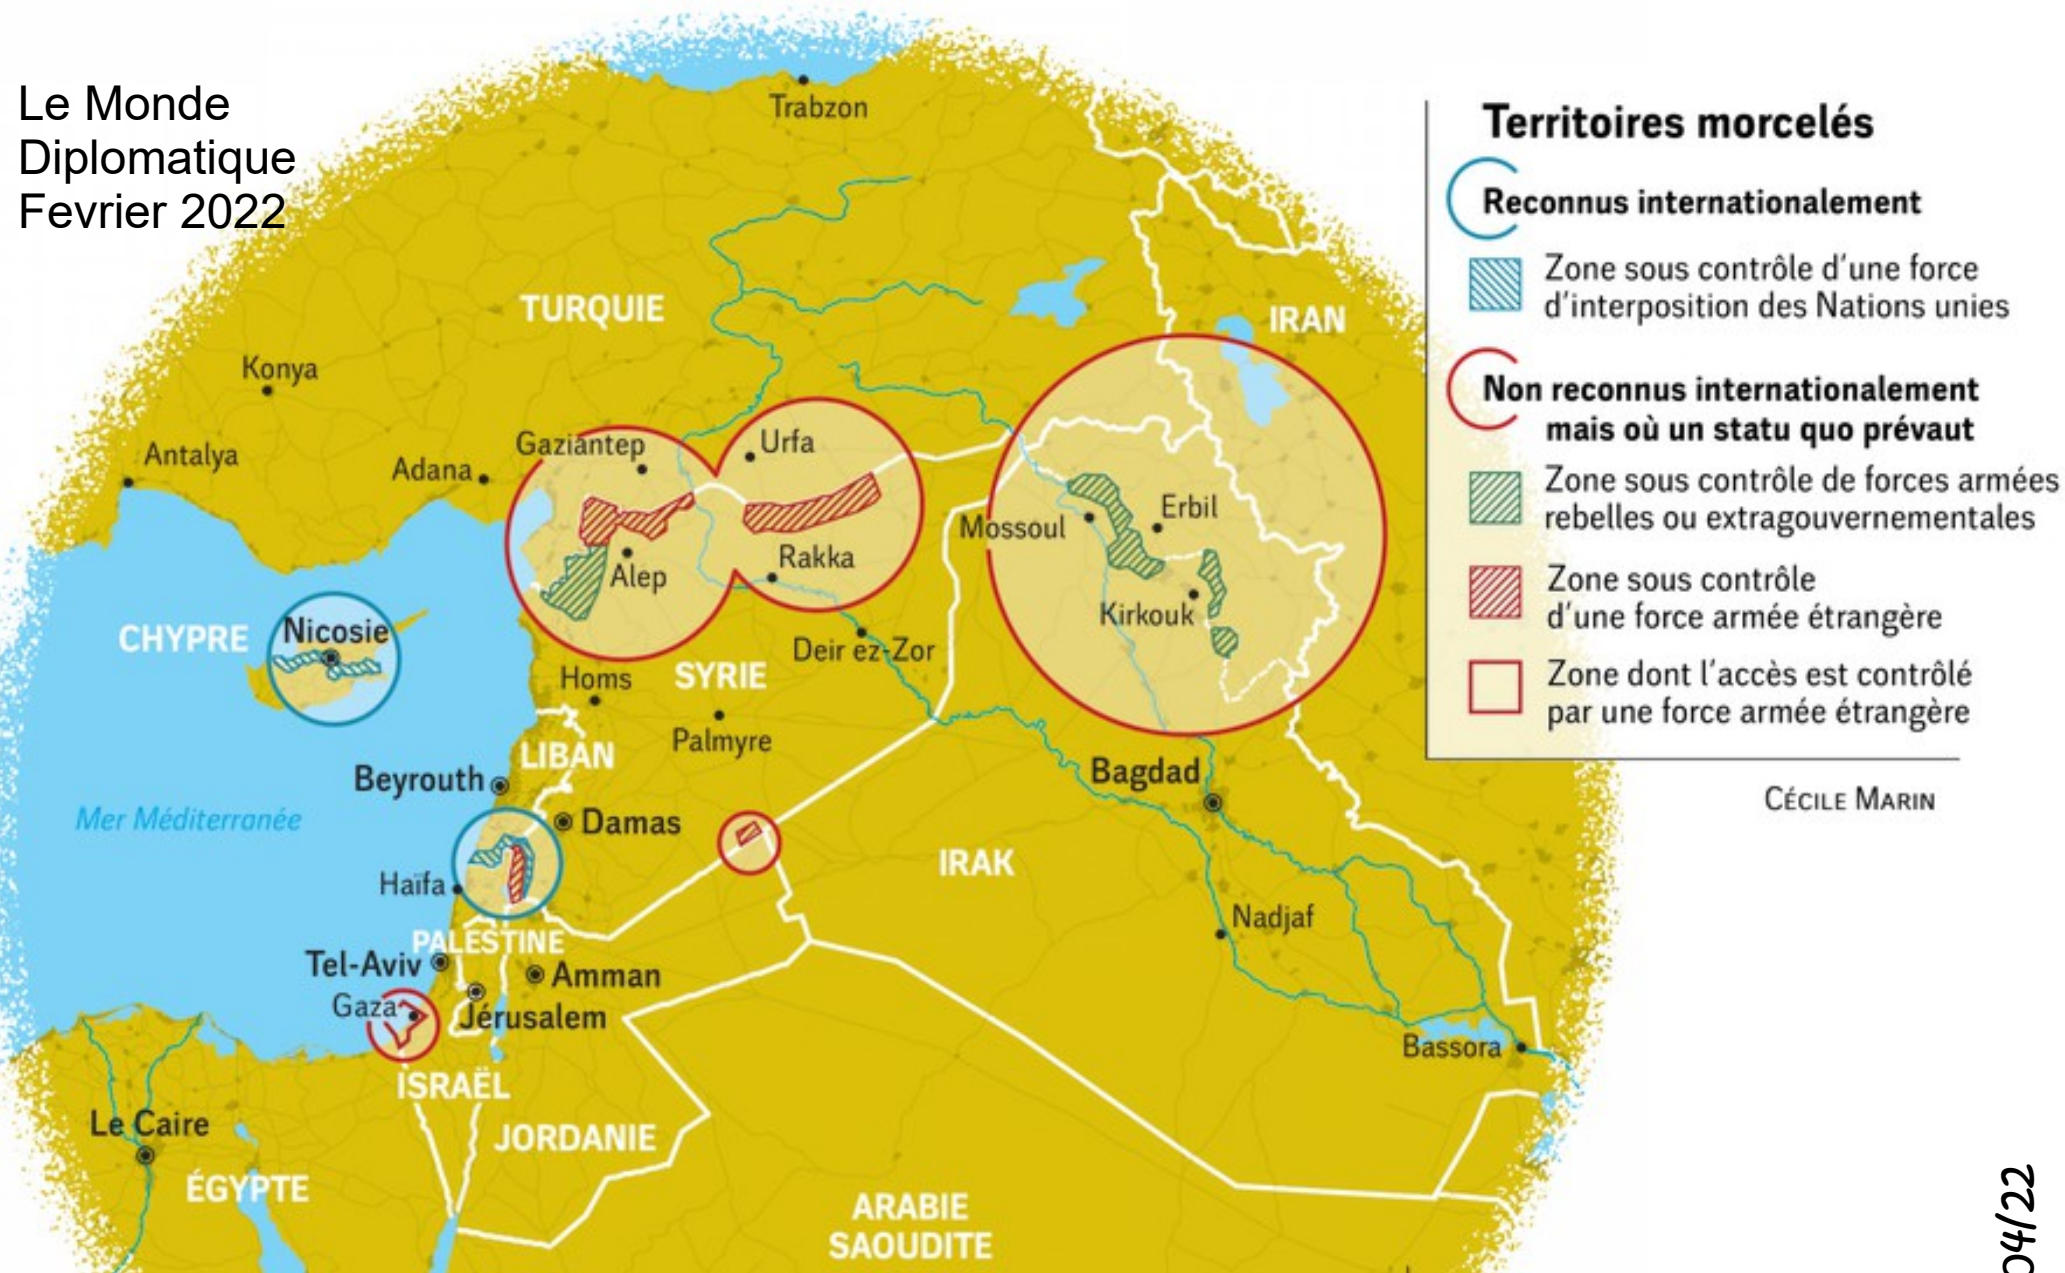 Le Monde
Diplomatique
Fevrier 2022
Territoires morcelés
Reconnus internationalement
Zone sous contrôle d'une force
d'interposition des Nations unies
Non reconnus internationalement
mais où un statu quo prévaut
Zone sous contrôle de forces armées
rebelles ou extragouvernementales
Zone sous contrôle
d'une force armée étrangère
Zone dont l'accès est contrôlé
par une force armée étrangère
CÉCILE MARIN
Trabzon
TURQUIE
IRAN
Konya
Antalya
Adana
Gaziantep
Urfa
Mossoul
Erbil
Alep
Rakka
Kirkouk
CHYPRE
Nicosie
Deir ez-Zor
Homs
SYRIE
Palmyre
LIBAN
Beyrouth
Bagdad
Mer Méditerranée
Damas
IRAK
Haïfa
Nadjaf
PALESTINE
Tel-Aviv
Amman
Gaza
Jérusalem
Bassora
ISRAËL
Le Caire
JORDANIE
ÉGYPTE
ARABIE
SAOUDITE
04/22